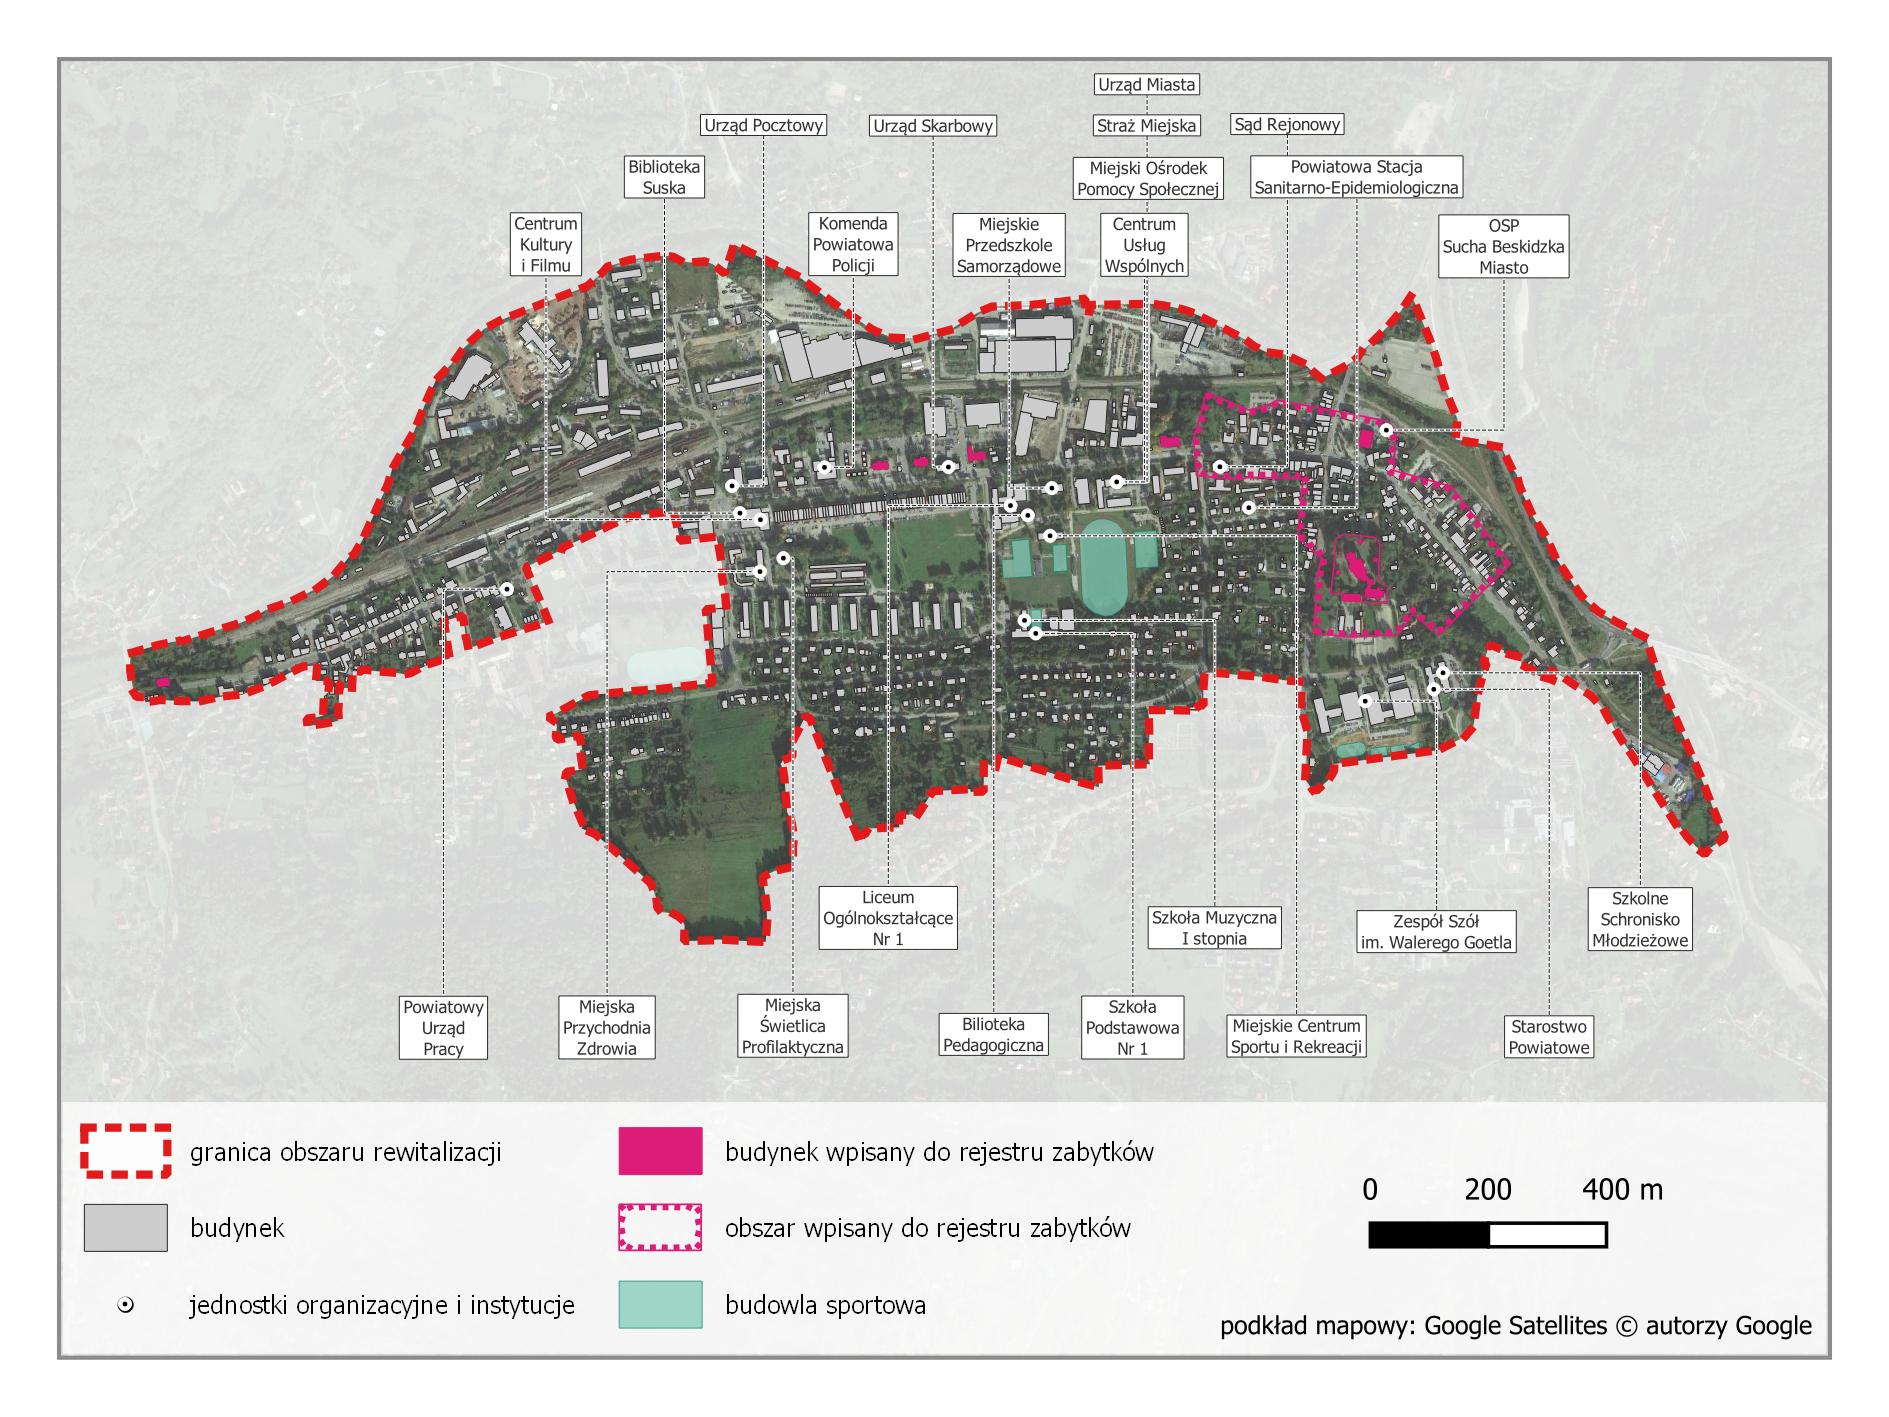 Urząd Miasta
Urząd Pocztowy
Urząd Skarbowy
Straż Miejska
Sąd Rejonowy
Biblioteka
Suska
Miejski Ośrodek
Pomocy Społecznej
Powiatowa Stacja
Sanitarno-Epidemiologiczna
Centrum
Kultury
i Filmu
Komenda
Powiatowa
Policji
Miejskie
Przedszkole
Samorządowe
Centrum
Usług
Wspólnych
OSP
Sucha Beskidzka
Miasto
Liceum
Ogólnokształcące
Nr 1
Szkoła Muzyczna
I stopnia
Zespół Szół
im. Walerego Goetla
Szkolne
Schronisko
Młodzieżowe
Powiatowy
Urząd
Pracy
Miejska
Przychodnia
Zdrowia
Miejska
Świetlica
Profilaktyczna
Bilioteka
Pedagogiczna
Szkoła
Podstawowa
Nr 1
Miejskie Centrum
Sportu i Rekreacji
Starostwo
Powiatowe
granica obszaru rewitalizacji
budynek
jednostki organizacyjne i instytucje
budynek wpisany do rejestru zabytków
obszar wpisany do rejestru zabytków
budowla sportowa
0 200 400 m
podkład mapowy: Google Satellites © autorzy Google